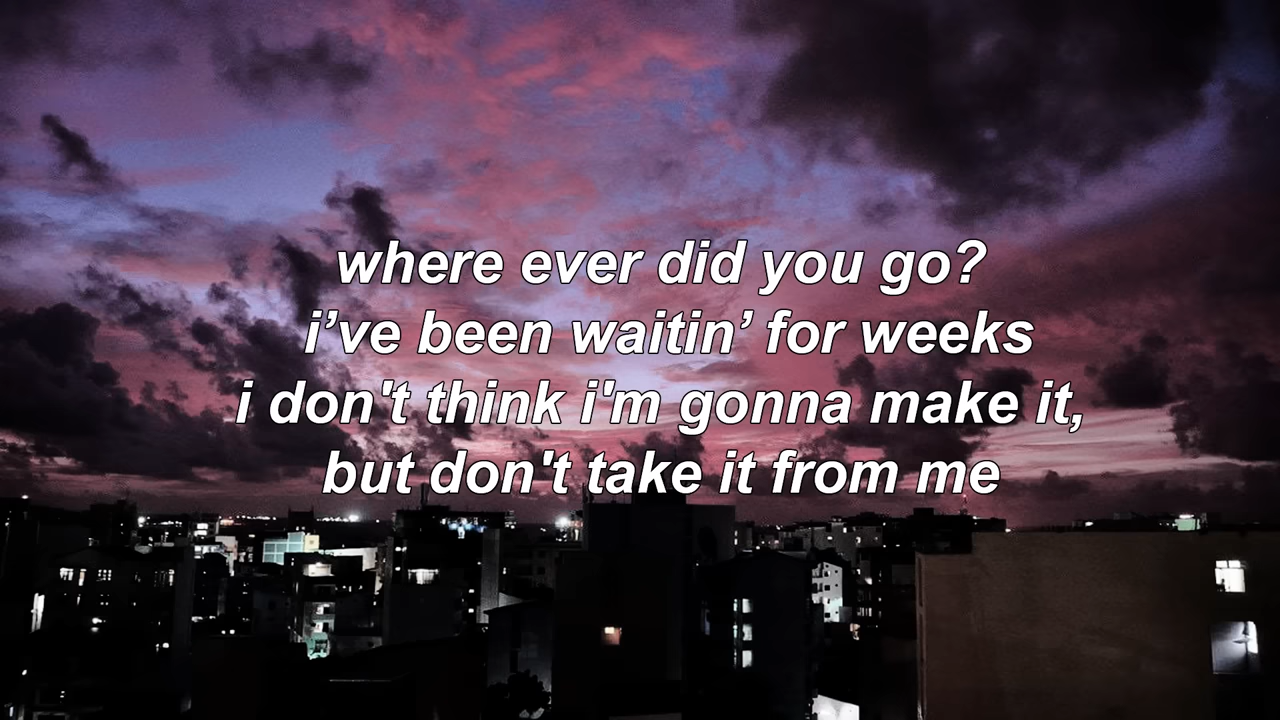 where ever did you go?
i’ve been waitin’ for weeks
i don't think i'm gonna make it,
but don't take it from me